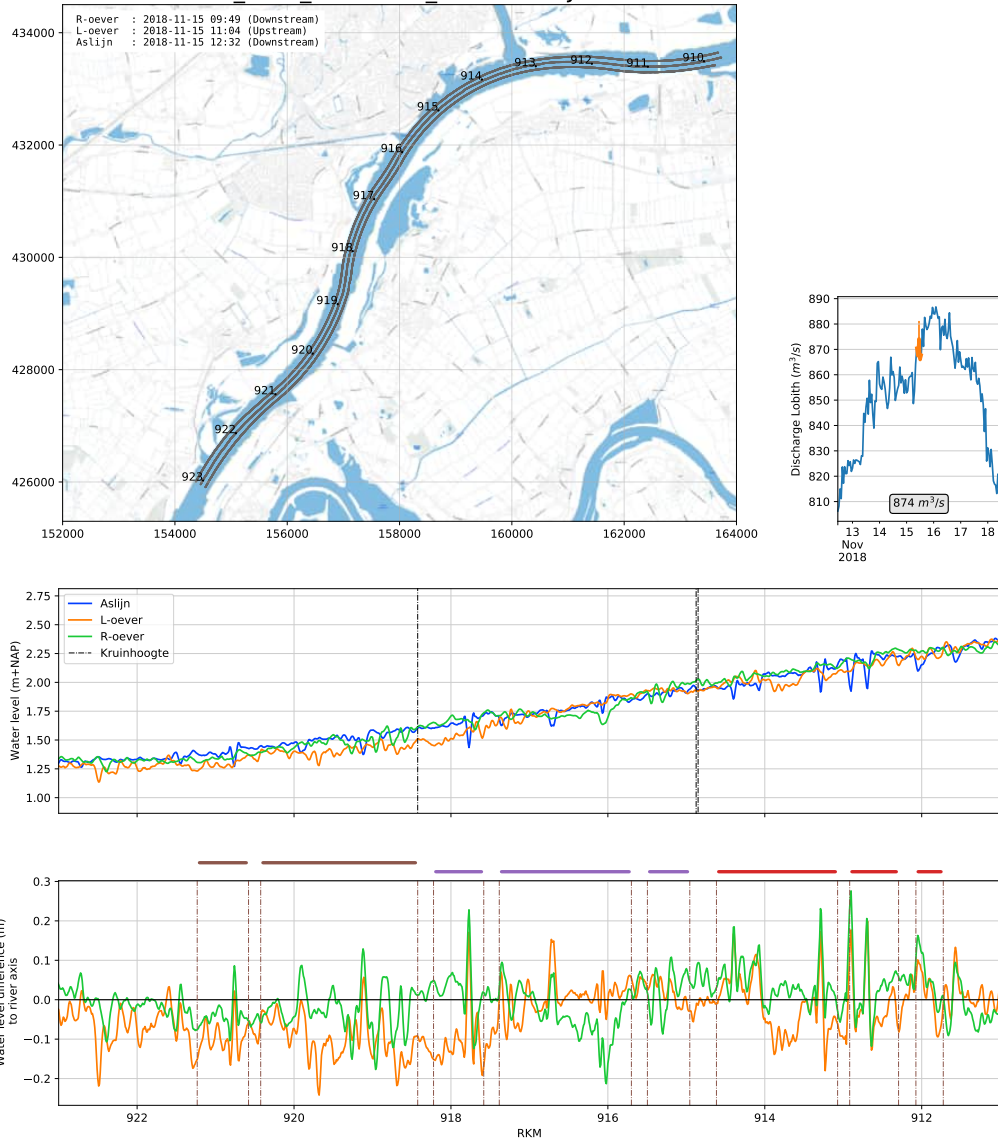 R-oever : 2018-11-15 09:49 (Downstream)
L-oever : 2018-11-15 11:04 (Upstream)
Aslijn : 2018-11-15 12:32 (Downstream)
434000
432000
430000
428000
426000
152000 154000 156000 158000 160000 162000 164000
910
911
912
913
914
915
916
917
918
919
920
921
922
923
Discharge Lobith (m³/s)
890
880
870
860
850
840
830
820
810
874 m³/s
13 14 15 16 17 18
Nov
2018
Water level (m+NAP)
2.75
2.50
2.25
2.00
1.75
1.50
1.25
1.00
Aslijn
L-oever
R-oever
Kruinhoogte
to river axis
0.3
0.2
0.1
0.0
−0.1
−0.2
922 920 918 916 914 912
RKM